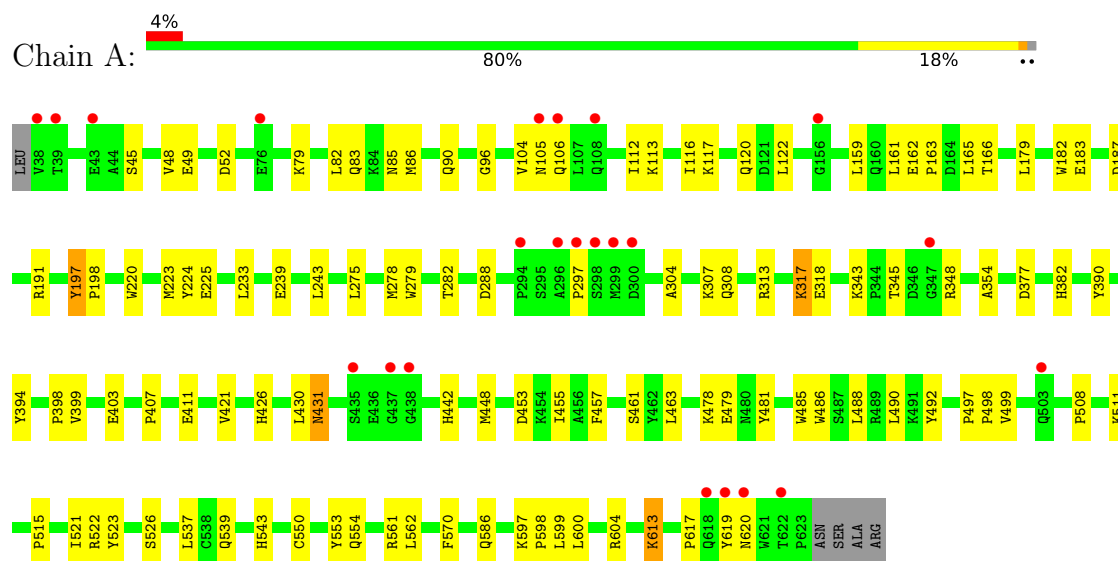 4%
Chain A:
80% 18% ••
LEU V38 T39 E43 A44 S45 V48 E49 D52 E76 K79 L82 Q83 K84 N85 M86 Q90 G96 V104 N105 Q106 L107 Q108 I112 K113 I116 K117 Q120 D121 L122 G156 L159 Q160 L161 E162 P163 D164 L165 T166 L179 W182 E183 D187
R191 Y197 P198 W220 M223 Y224 E225 L233 E239 L243 L275 M278 W279 T282 D288 P294 S295 A296 P297 S298 M299 D300 A304 K307 Q308 R313 K317 E318 K343 P344 T345 D346 G347 R348 A354 D377 H382 Y390
Y394 P398 V399 E403 P407 E411 V421 H426 L430 N431 S435 E436 G437 G438 H442 M448 D453 K454 I455 A456 F457 S461 Y462 L463 K478 E479 N480 Y481 W485 W486 S487 L488 R489 L490 K491 Y492 P497 P498 V499 Q503 P508 K511
P515 I521 R522 Y523 S526 L537 C538 Q539 H543 C550 Y553 Q554 R561 L562 F570 Q586 K597 P598 L599 L600 R604 K613 P617 Q618 Y619 N620 W621 T622 P623 ASN SER ALA ARG